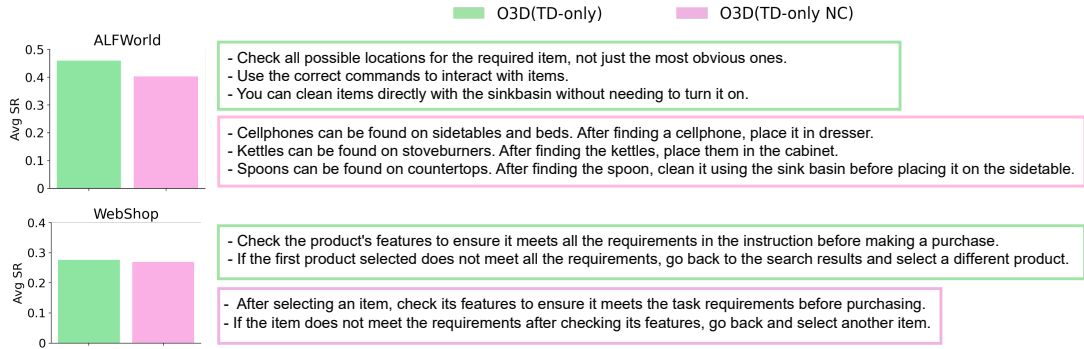 O3D(TD-only)
O3D(TD-only NC)
ALFWorld
0.5
0.4
0.3
0.2
0.1
0
Avg SR
- Check all possible locations for the required item, not just the most obvious ones.
- Use the correct commands to interact with items.
- You can clean items directly with the sinkbasin without needing to turn it on.
- Cellphones can be found on sidetables and beds. After finding a cellphone, place it in dresser.
- Kettles can be found on stoveburners. After finding the kettles, place them in the cabinet.
- Spoons can be found on countertops. After finding the spoon, clean it using the sink basin before placing it on the sidetable.
WebShop
0.4
0.3
0.2
0.1
0
Avg SR
- Check the product's features to ensure it meets all the requirements in the instruction before making a purchase.
- If the first product selected does not meet all the requirements, go back to the search results and select a different product.
- After selecting an item, check its features to ensure it meets the task requirements before purchasing.
- If the item does not meet the requirements after checking its features, go back and select another item.